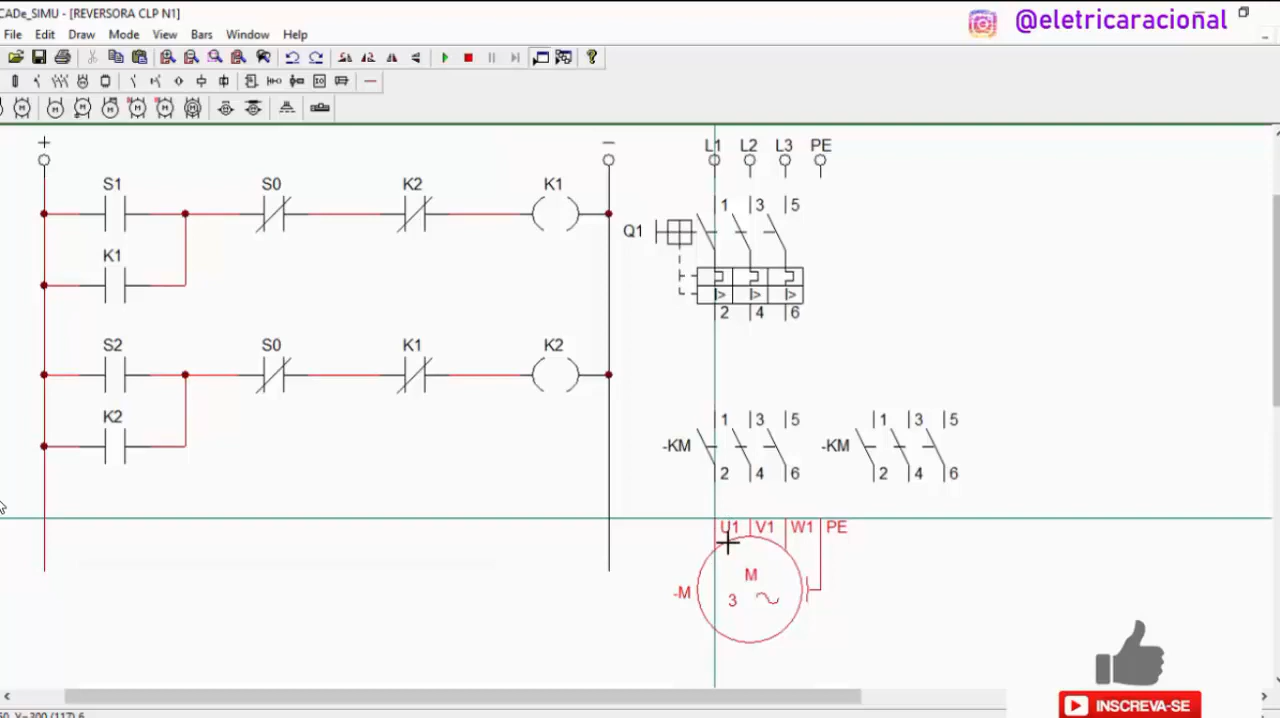 CADe_SIMU - [REVERSORA CLP N1]
@eletricaracional
File Edit Draw Mode View Bars Window Help
+ − L1 L2 L3 PE
S1 S0 K2 K1
1 3 5
Q1
K1
2 4 6
S2 S0 K1 K2
K2
1 3 5 1 3 5
-KM -KM
2 4 6 2 4 6
U1 V1 W1 PE
M
-M
3
INSCREVA-SE